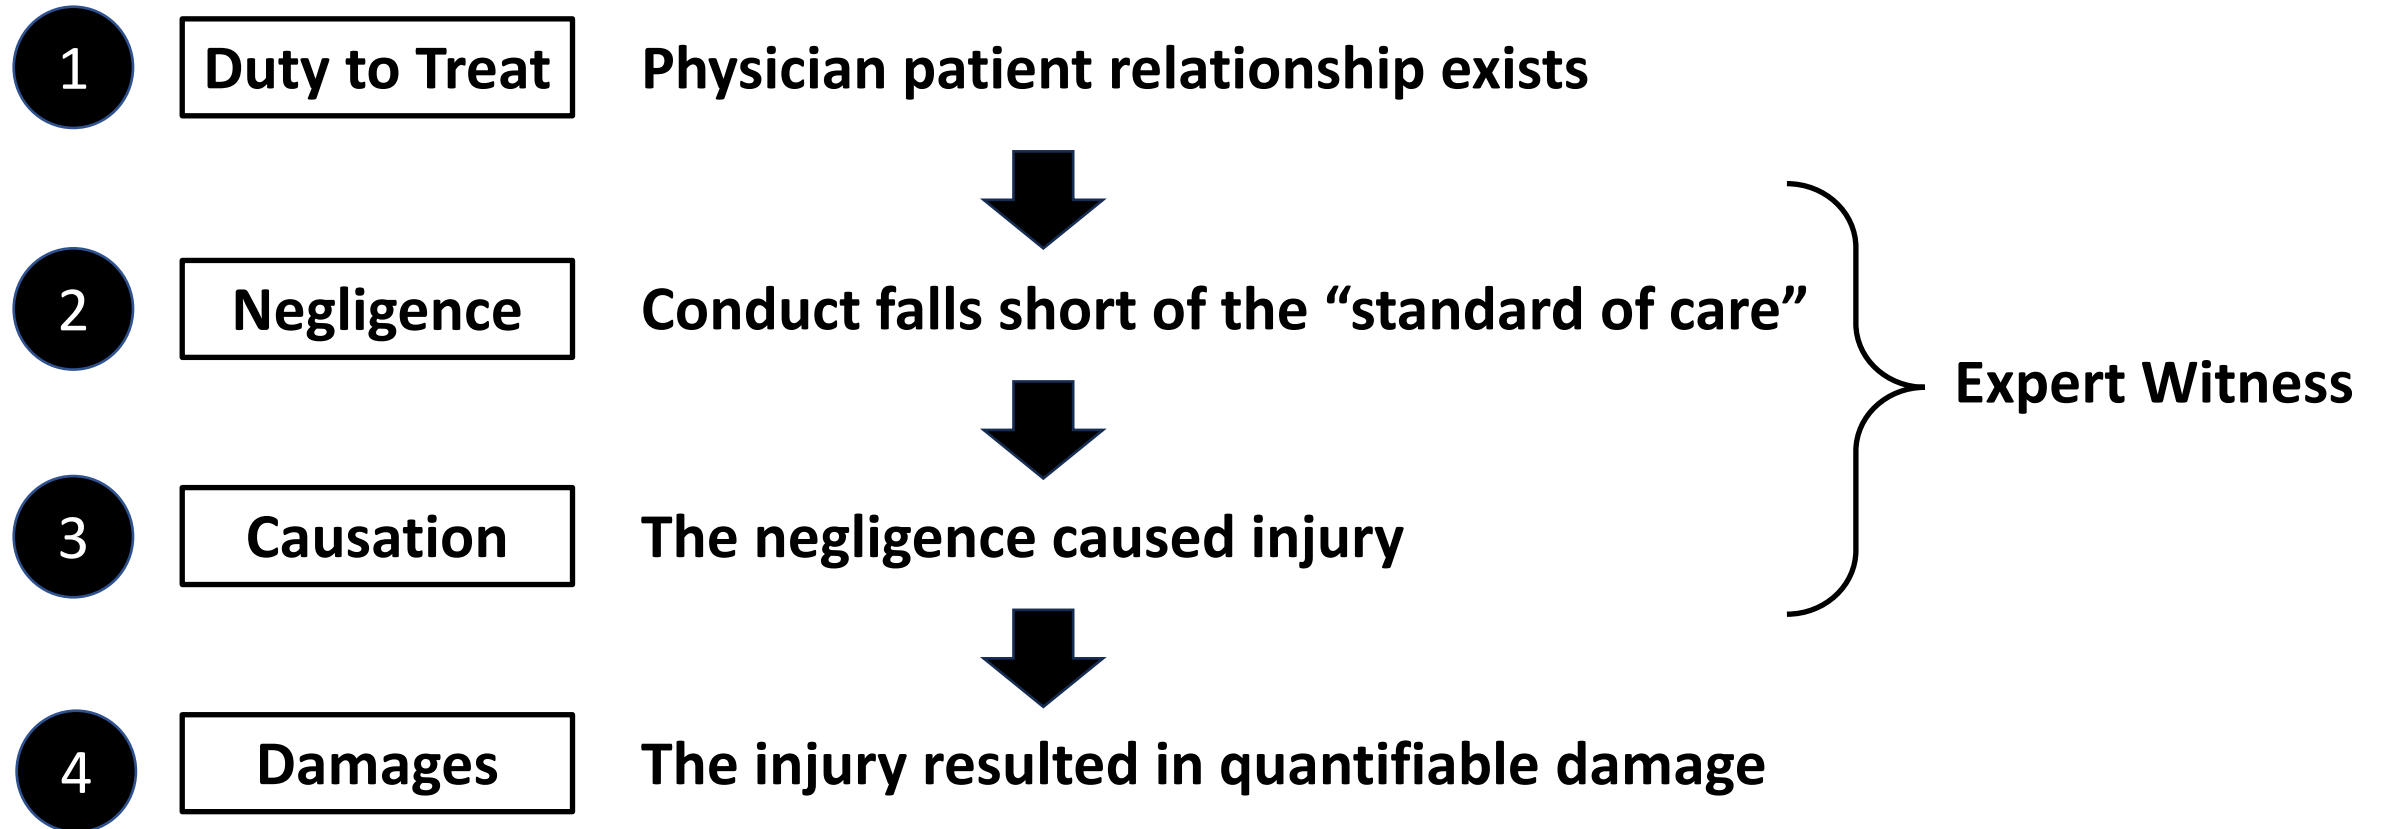 1 Duty to Treat Physician patient relationship exists
2 Negligence Conduct falls short of the “standard of care”
Expert Witness
3 Causation The negligence caused injury
4 Damages The injury resulted in quantifiable damage